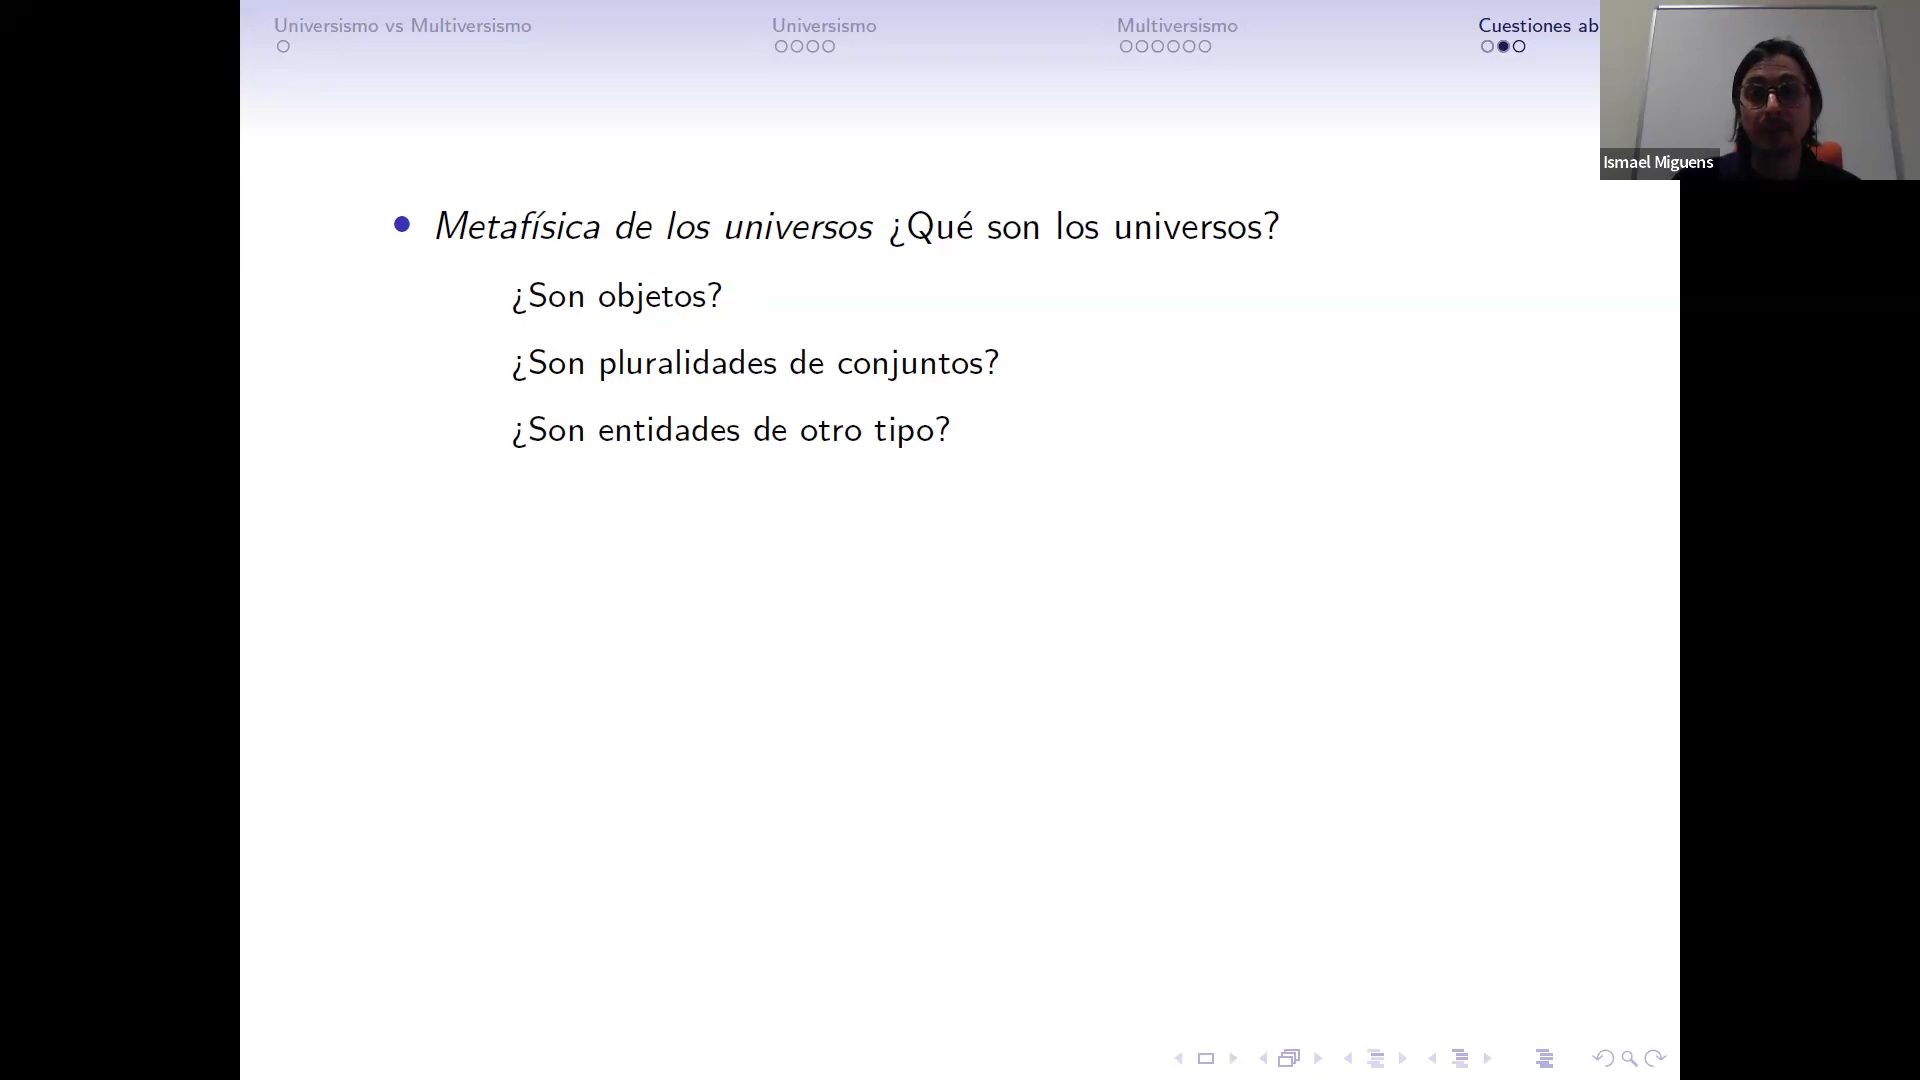 Universismo vs Multiversismo
Universismo
Multiversismo
Cuestiones ab
Ismael Miguens
Metafísica de los universos ¿Qué son los universos?
¿Son objetos?
¿Son pluralidades de conjuntos?
¿Son entidades de otro tipo?